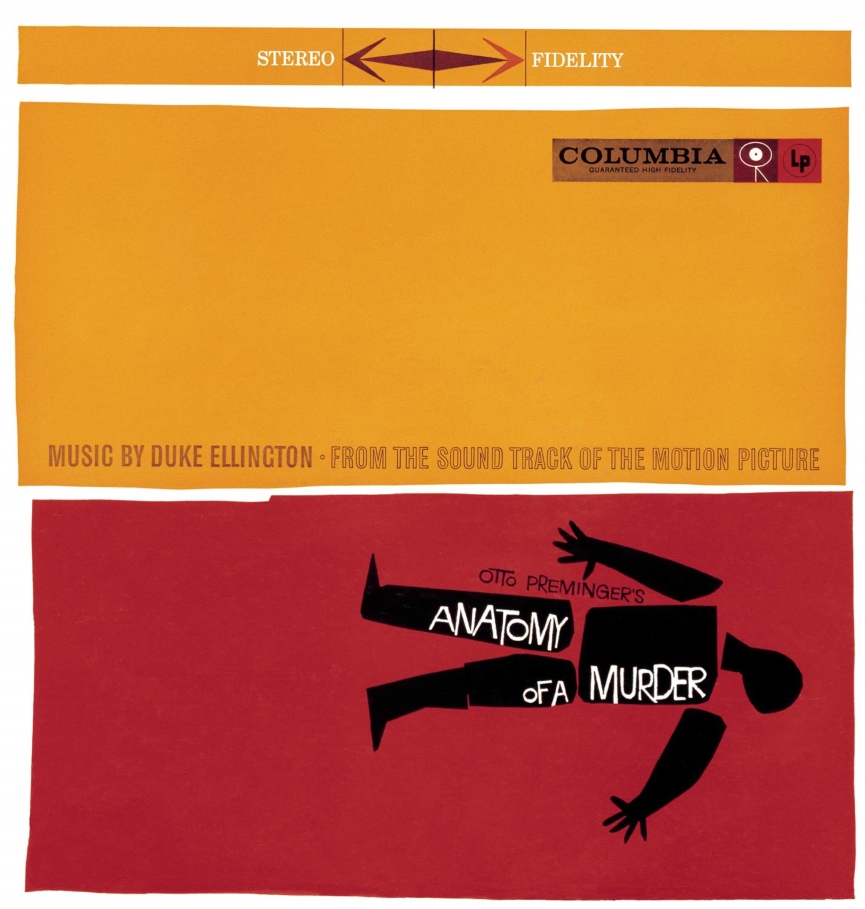 STEREO FIDELITY
COLUMBIA Lp
GUARANTEED HIGH FIDELITY
MUSIC BY DUKE ELLINGTON • FROM THE SOUND TRACK OF THE MOTION PICTURE
OTTO PREMINGER'S
ANATOMY
OF A MURDER